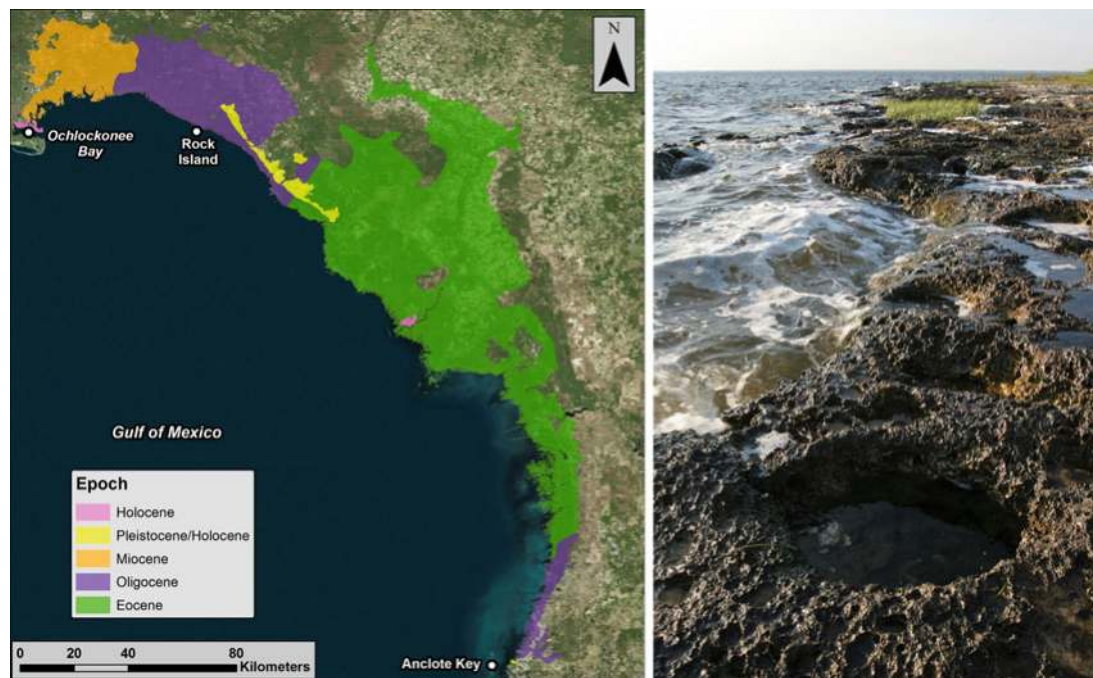 N
Ochlockonee
Bay
Rock
Island
Gulf of Mexico
Epoch
Holocene
Pleistocene/Holocene
Miocene
Oligocene
Eocene
0 20 40 80
Kilometers
Anclote Key